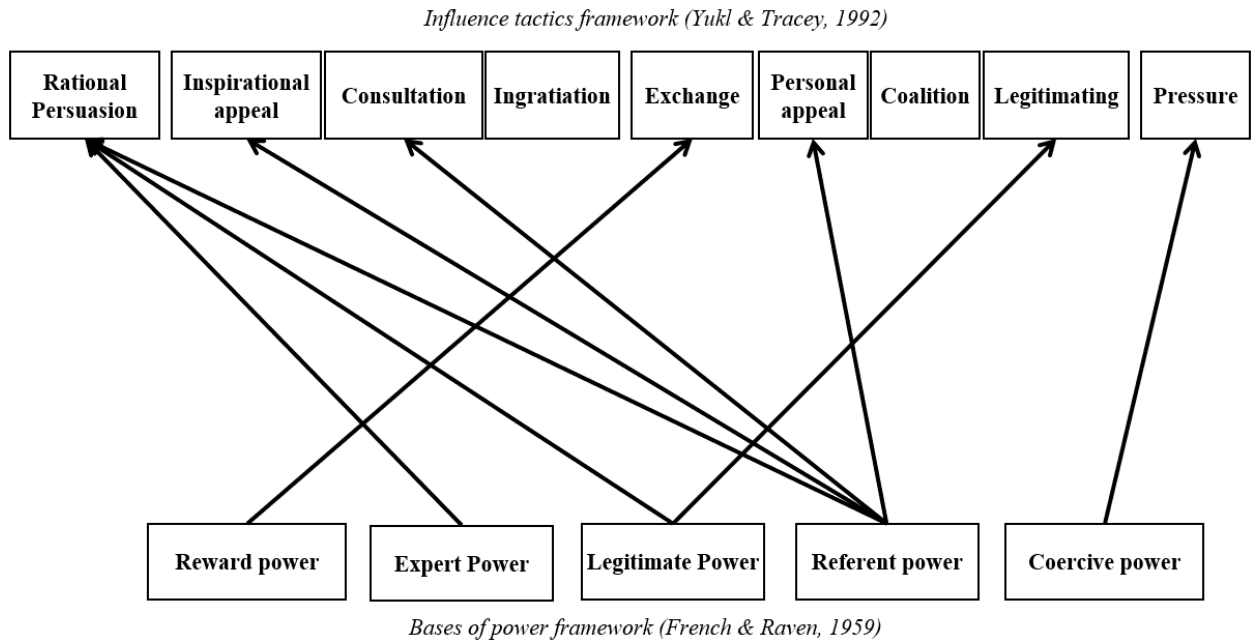 Influence tactics framework (Yukl & Tracey, 1992)
Rational
Persuasion
Inspirational
appeal
Consultation
Ingratiation
Exchange
Personal
appeal
Coalition
Legitimating
Pressure
Reward power
Expert Power
Legitimate Power
Referent power
Coercive power
Bases of power framework (French & Raven, 1959)